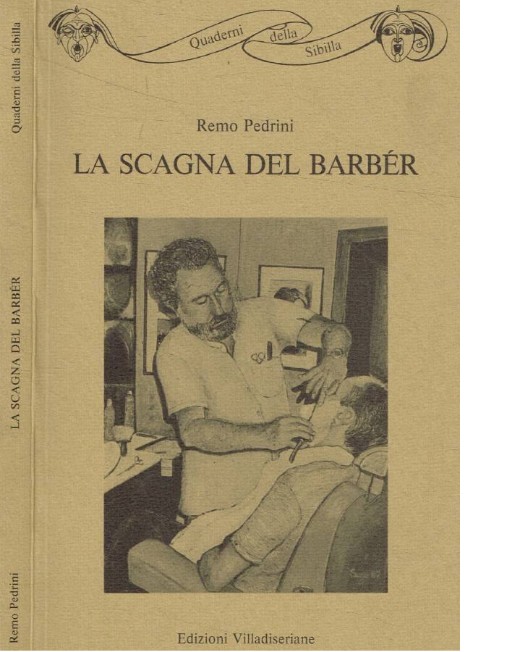 Quaderni della Sibilla
LA SCAGNA DEL BARBÉR
Remo Pedrini
Quaderni
della
Sibilla
Remo Pedrini
LA SCAGNA DEL BARBÉR
Edizioni Villadiseriane